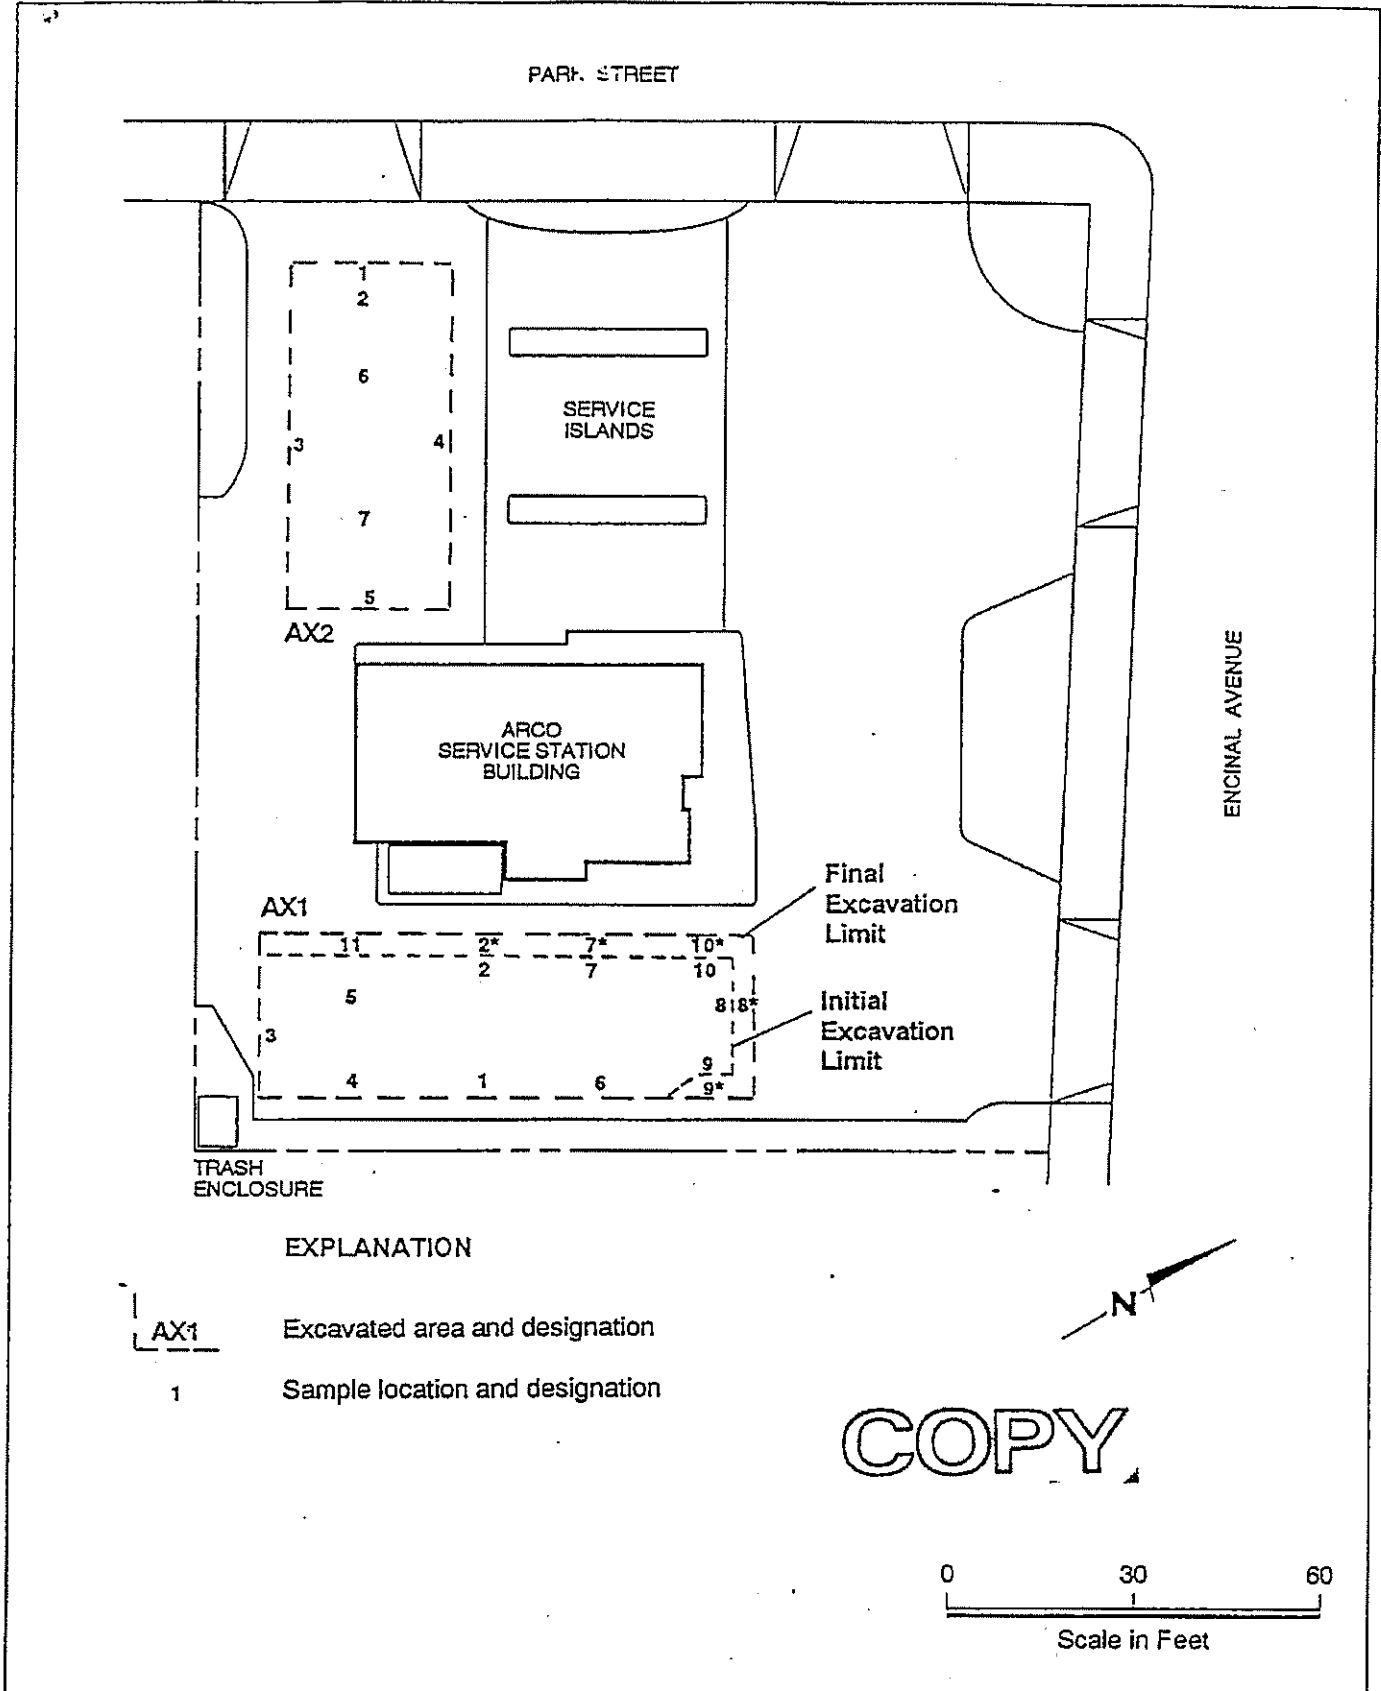 PARK STREET
1
2
6
3
4
7
5
AX2
SERVICE
ISLANDS
ARCO
SERVICE STATION
BUILDING
ENCINAL AVENUE
AX1
Final
Excavation
Limit
11 2* 7* 10*
2 7 10
5
8 8*
3
Initial
Excavation
Limit
9
4 1 6 9*
TRASH
ENCLOSURE
EXPLANATION
AX1 Excavated area and designation
1 Sample location and designation
N
COPY
0 30 60
Scale in Feet